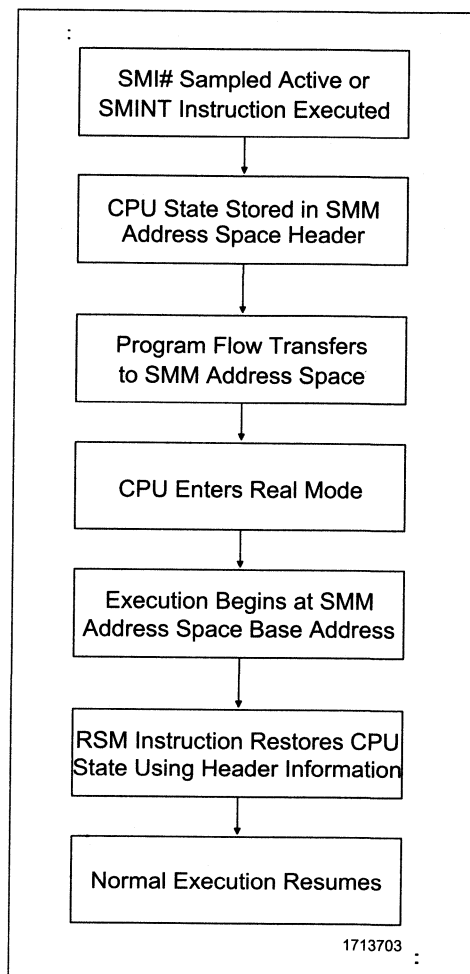 :
SMI# Sampled Active or
SMINT Instruction Executed
CPU State Stored in SMM
Address Space Header
Program Flow Transfers
to SMM Address Space
CPU Enters Real Mode
Execution Begins at SMM
Address Space Base Address
RSM Instruction Restores CPU
State Using Header Information
Normal Execution Resumes
1713703
: